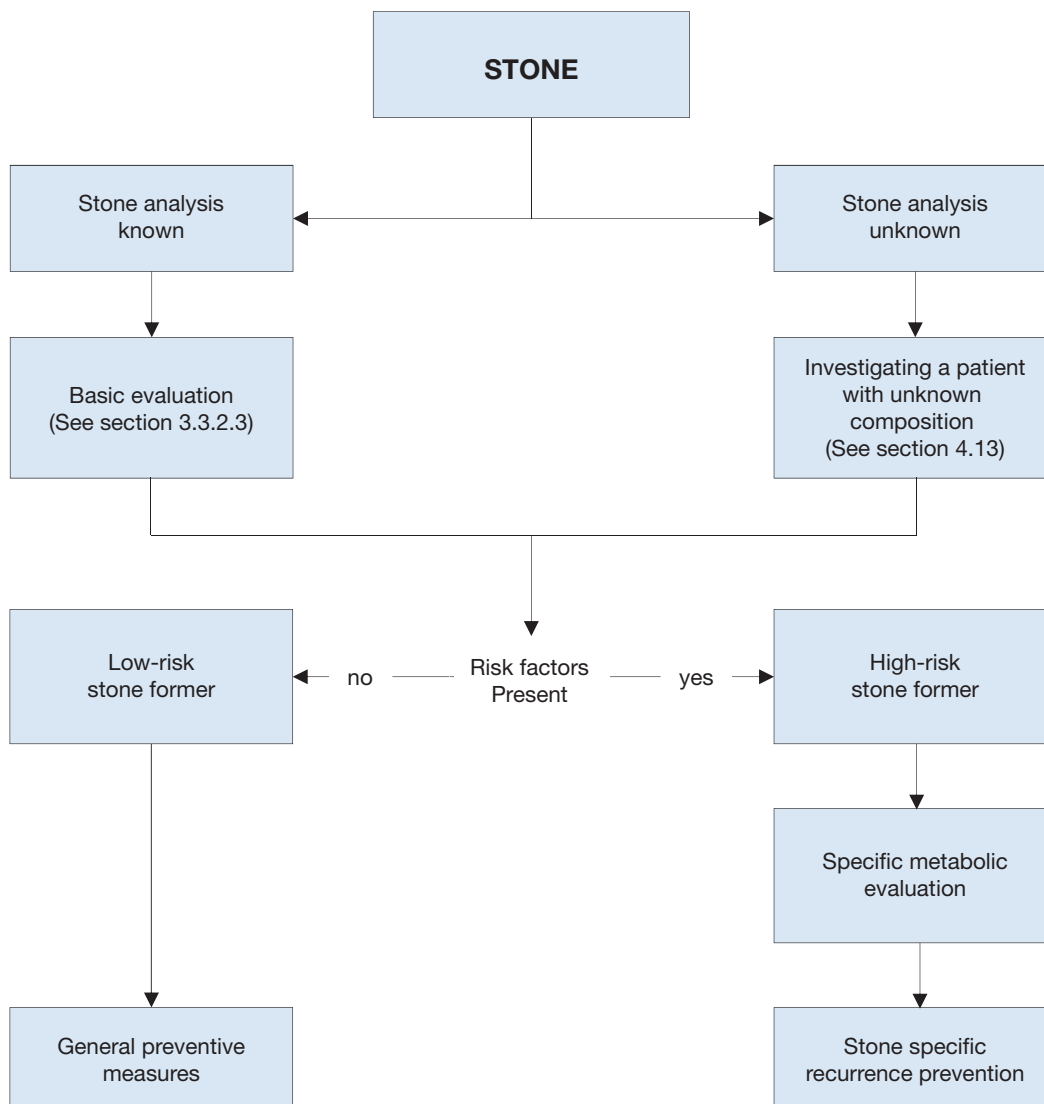 STONE
Stone analysis
known
Stone analysis
unknown
Basic evaluation
(See section 3.3.2.3)
Investigating a patient
with unknown
composition
(See section 4.13)
Low-risk
stone former
no
Risk factors
Present
yes
High-risk
stone former
Specific metabolic
evaluation
General preventive
measures
Stone specific
recurrence prevention